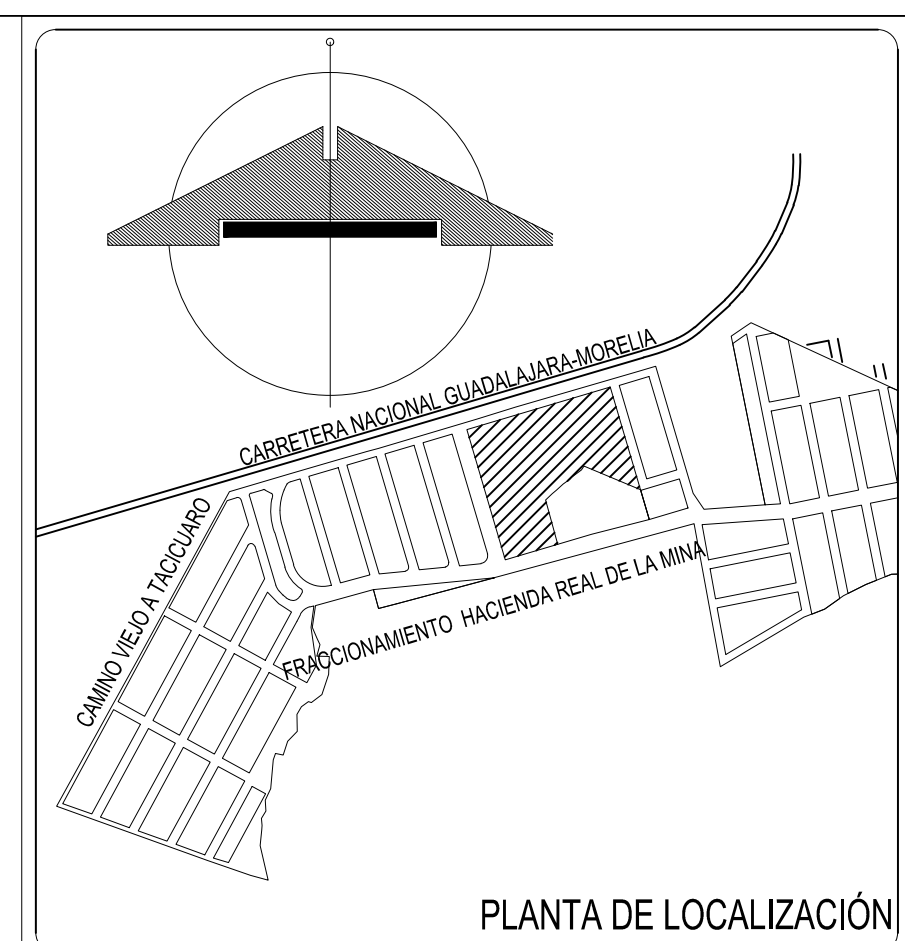 CARRETERA NACIONAL GUADALAJARA-MORELIA
CAMINO VIEJO A TACICUARO
FRACCIONAMIENTO HACIENDA REAL DE LA MINA
PLANTA DE LOCALIZACIÓN